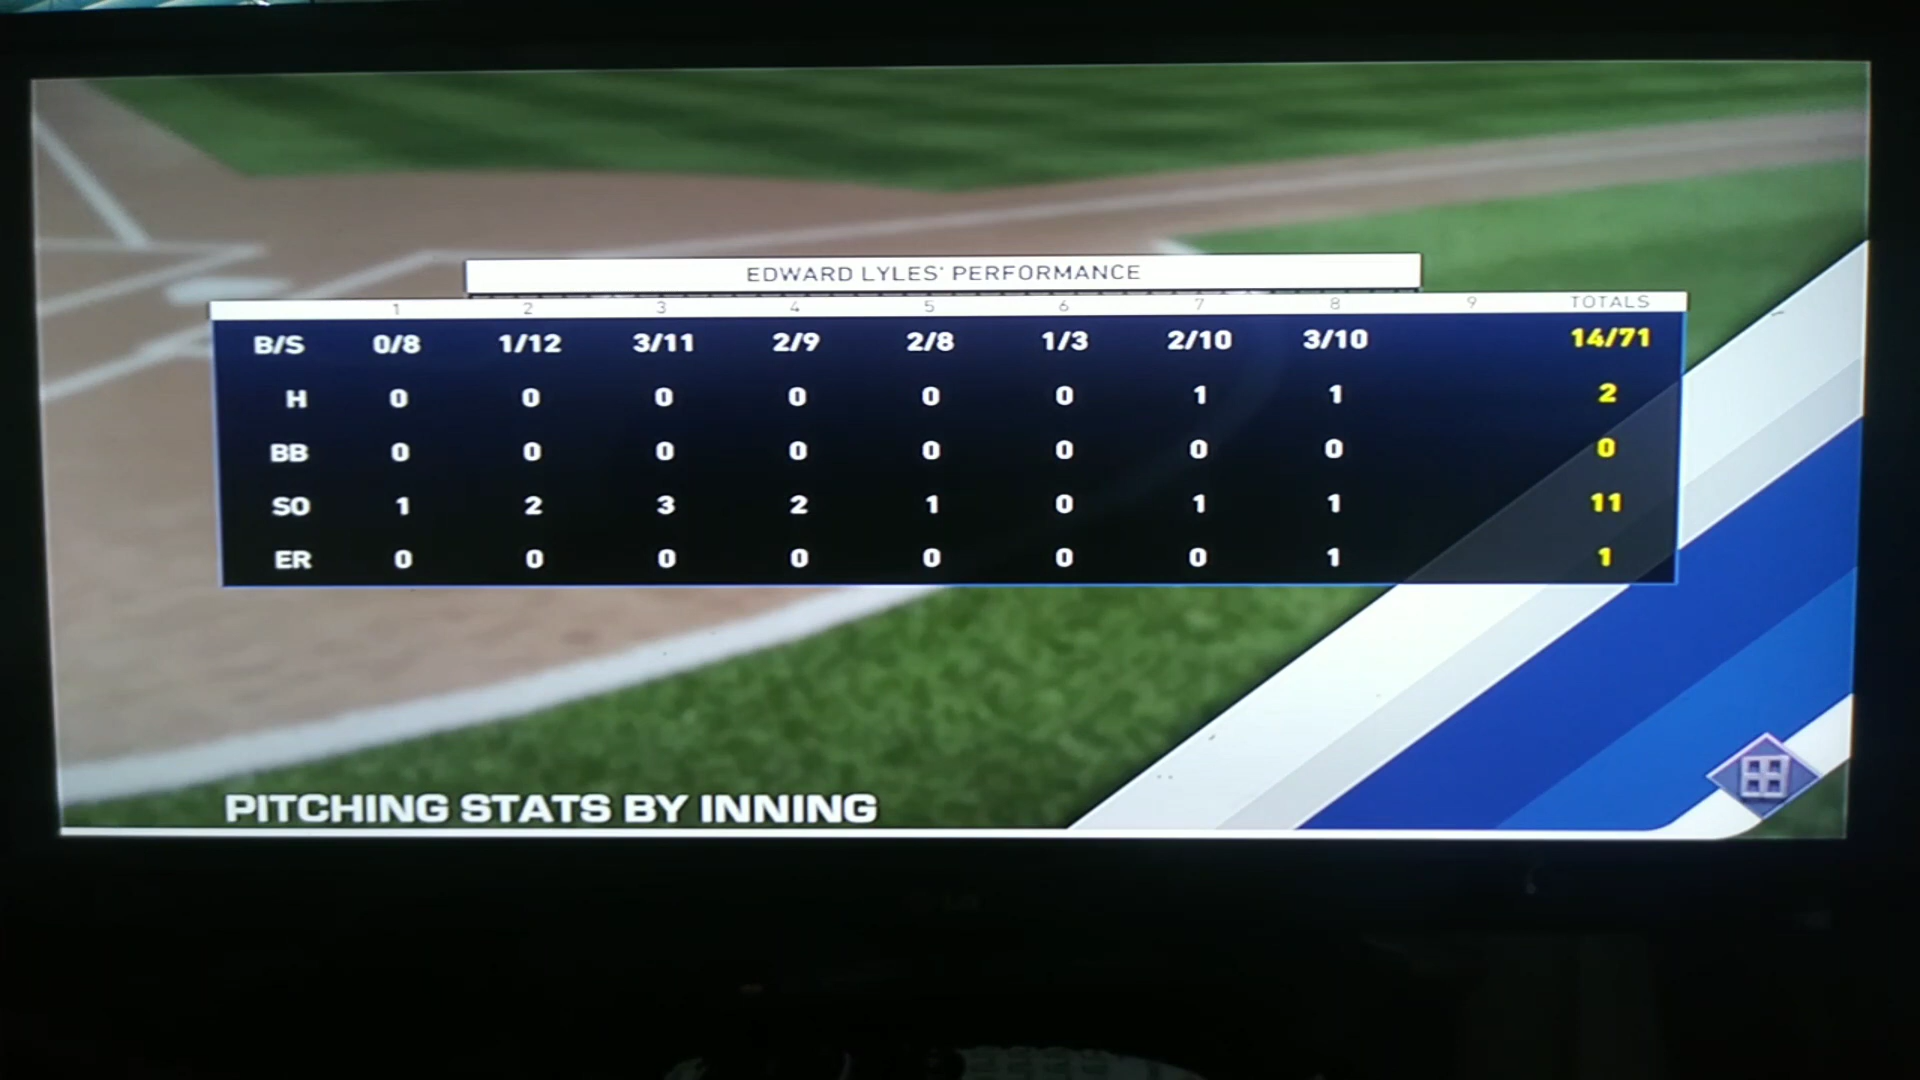 EDWARD LYLES' PERFORMANCE
1 2 3 4 5 6 7 8 9 TOTALS
B/S 0/8 1/12 3/11 2/9 2/8 1/3 2/10 3/10 14/71
H 0 0 0 0 0 0 1 1 2
BB 0 0 0 0 0 0 0 0 0
SO 1 2 3 2 1 0 1 1 11
ER 0 0 0 0 0 0 0 1 1
PITCHING STATS BY INNING